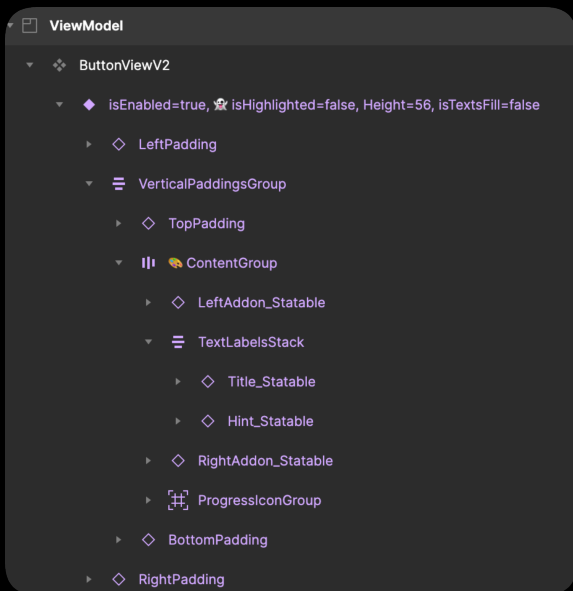 ViewModel
ButtonViewV2
isEnabled=true, 👻 isHighlighted=false, Height=56, isTextsFill=false
LeftPadding
VerticalPaddingsGroup
TopPadding
🎨 ContentGroup
LeftAddon_Statable
TextLabelsStack
Title_Statable
Hint_Statable
RightAddon_Statable
ProgressIconGroup
BottomPadding
RightPadding